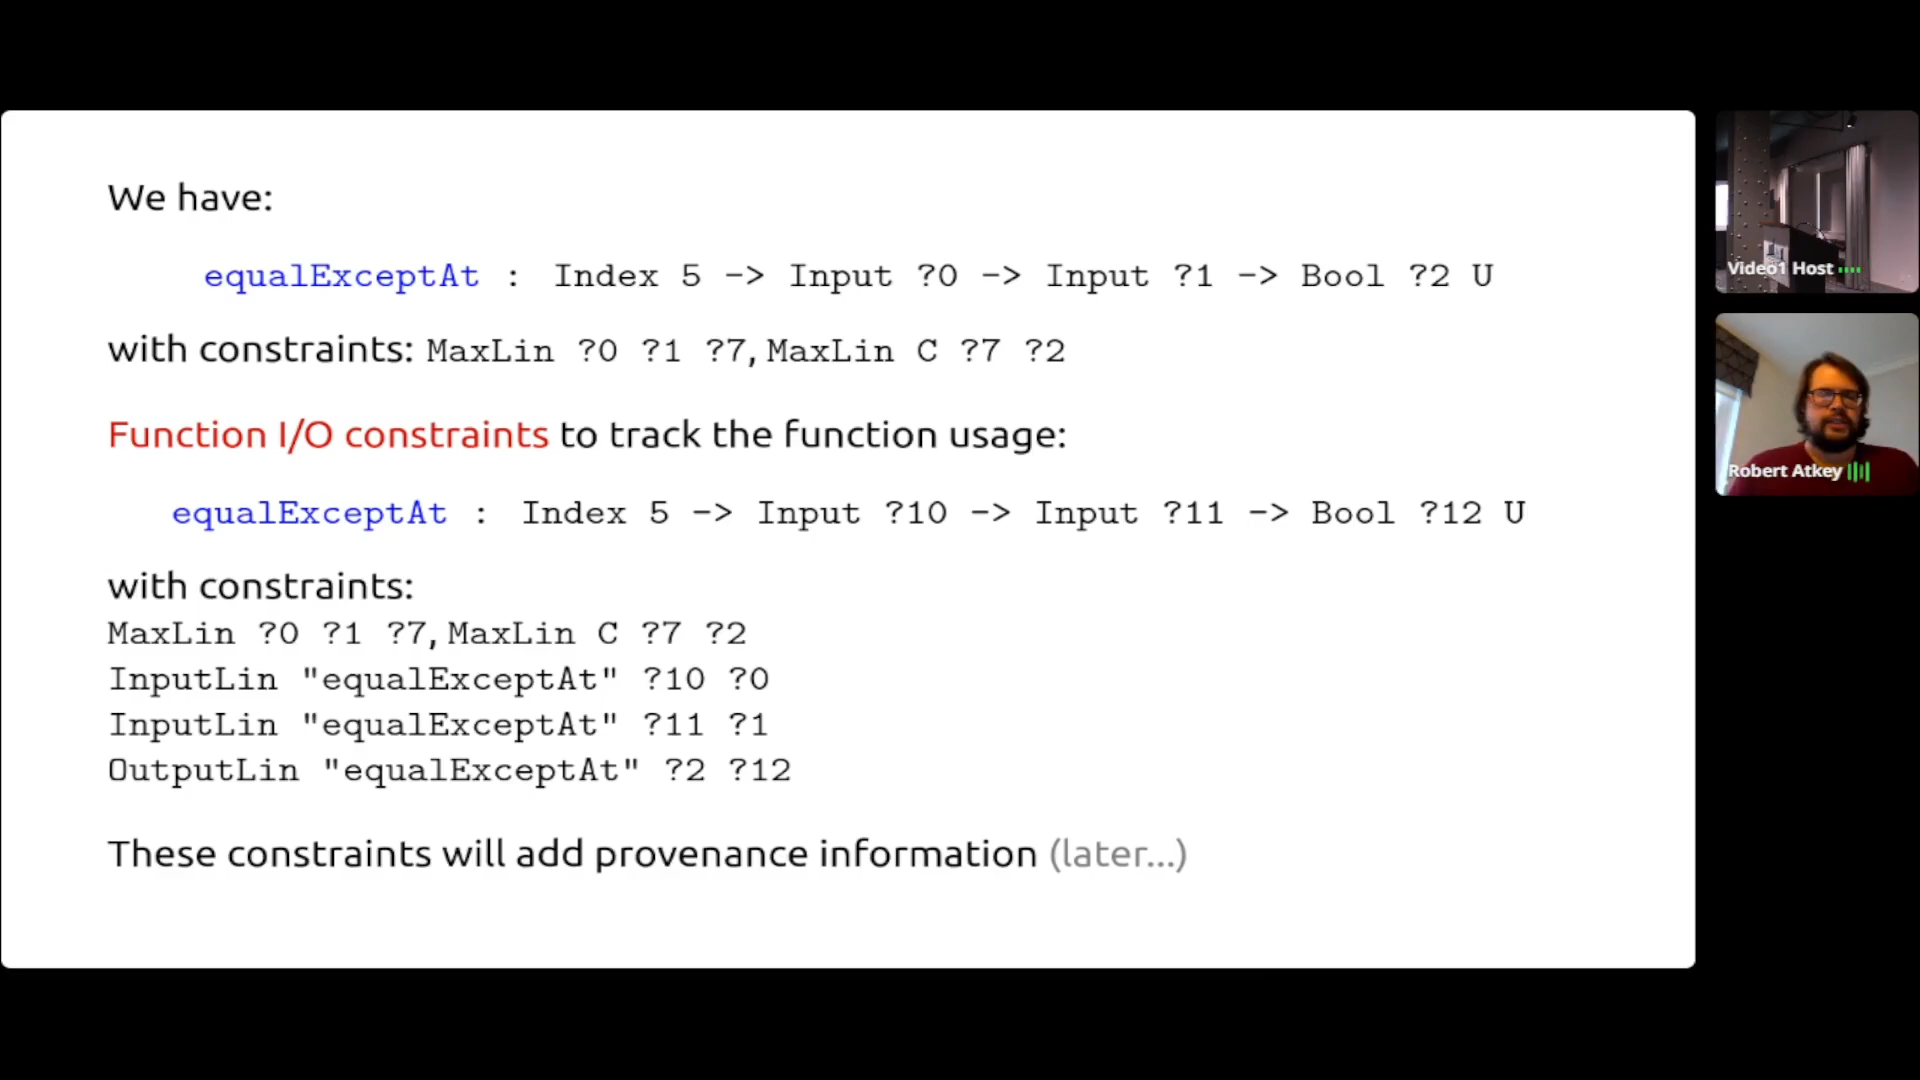 We have:
equalExceptAt : Index 5 -> Input ?0 -> Input ?1 -> Bool ?2 U
with constraints: MaxLin ?0 ?1 ?7, MaxLin C ?7 ?2
Function I/O constraints to track the function usage:
equalExceptAt : Index 5 -> Input ?10 -> Input ?11 -> Bool ?12 U
with constraints:
MaxLin ?0 ?1 ?7, MaxLin C ?7 ?2
InputLin "equalExceptAt" ?10 ?0
InputLin "equalExceptAt" ?11 ?1
OutputLin "equalExceptAt" ?2 ?12
These constraints will add provenance information (later...)
Video1 Host
Robert Atkey